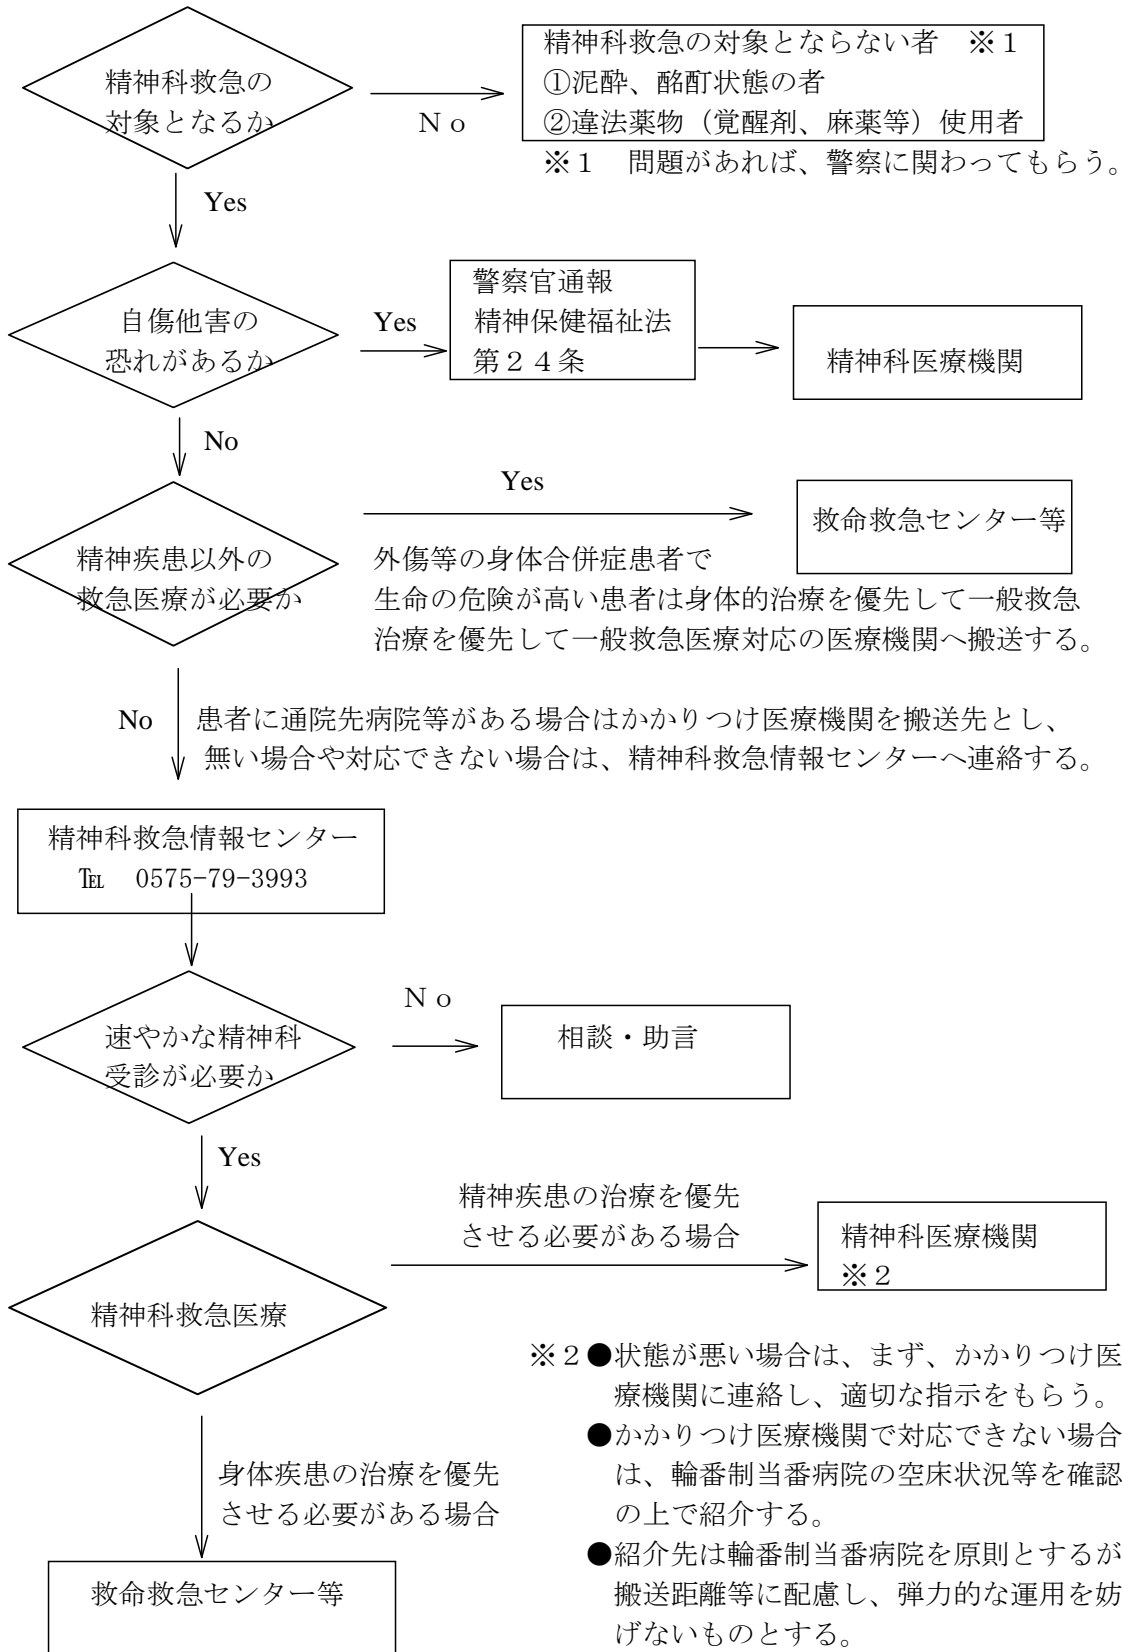 精神科救急の
対象となるか
No
精神科救急の対象とならない者　※１
①泥酔、酩酊状態の者
②違法薬物（覚醒剤、麻薬等）使用者
※１　問題があれば、警察に関わってもらう。
Yes
自傷他害の
恐れがあるか
Yes
警察官通報
精神保健福祉法
第２４条
精神科医療機関
No
精神疾患以外の
救急医療が必要か
Yes
救命救急センター等
外傷等の身体合併症患者で
生命の危険が高い患者は身体的治療を優先して一般救急
治療を優先して一般救急医療対応の医療機関へ搬送する。
No
患者に通院先病院等がある場合はかかりつけ医療機関を搬送先とし、
無い場合や対応できない場合は、精神科救急情報センターへ連絡する。
精神科救急情報センター
℡　0575-79-3993
速やかな精神科
受診が必要か
No
相談・助言
Yes
精神科救急医療
精神疾患の治療を優先
させる必要がある場合
精神科医療機関
※２
※２●状態が悪い場合は、まず、かかりつけ医
療機関に連絡し、適切な指示をもらう。
●かかりつけ医療機関で対応できない場合
は、輪番制当番病院の空床状況等を確認
の上で紹介する。
●紹介先は輪番制当番病院を原則とするが
搬送距離等に配慮し、弾力的な運用を妨
げないものとする。
身体疾患の治療を優先
させる必要がある場合
救命救急センター等